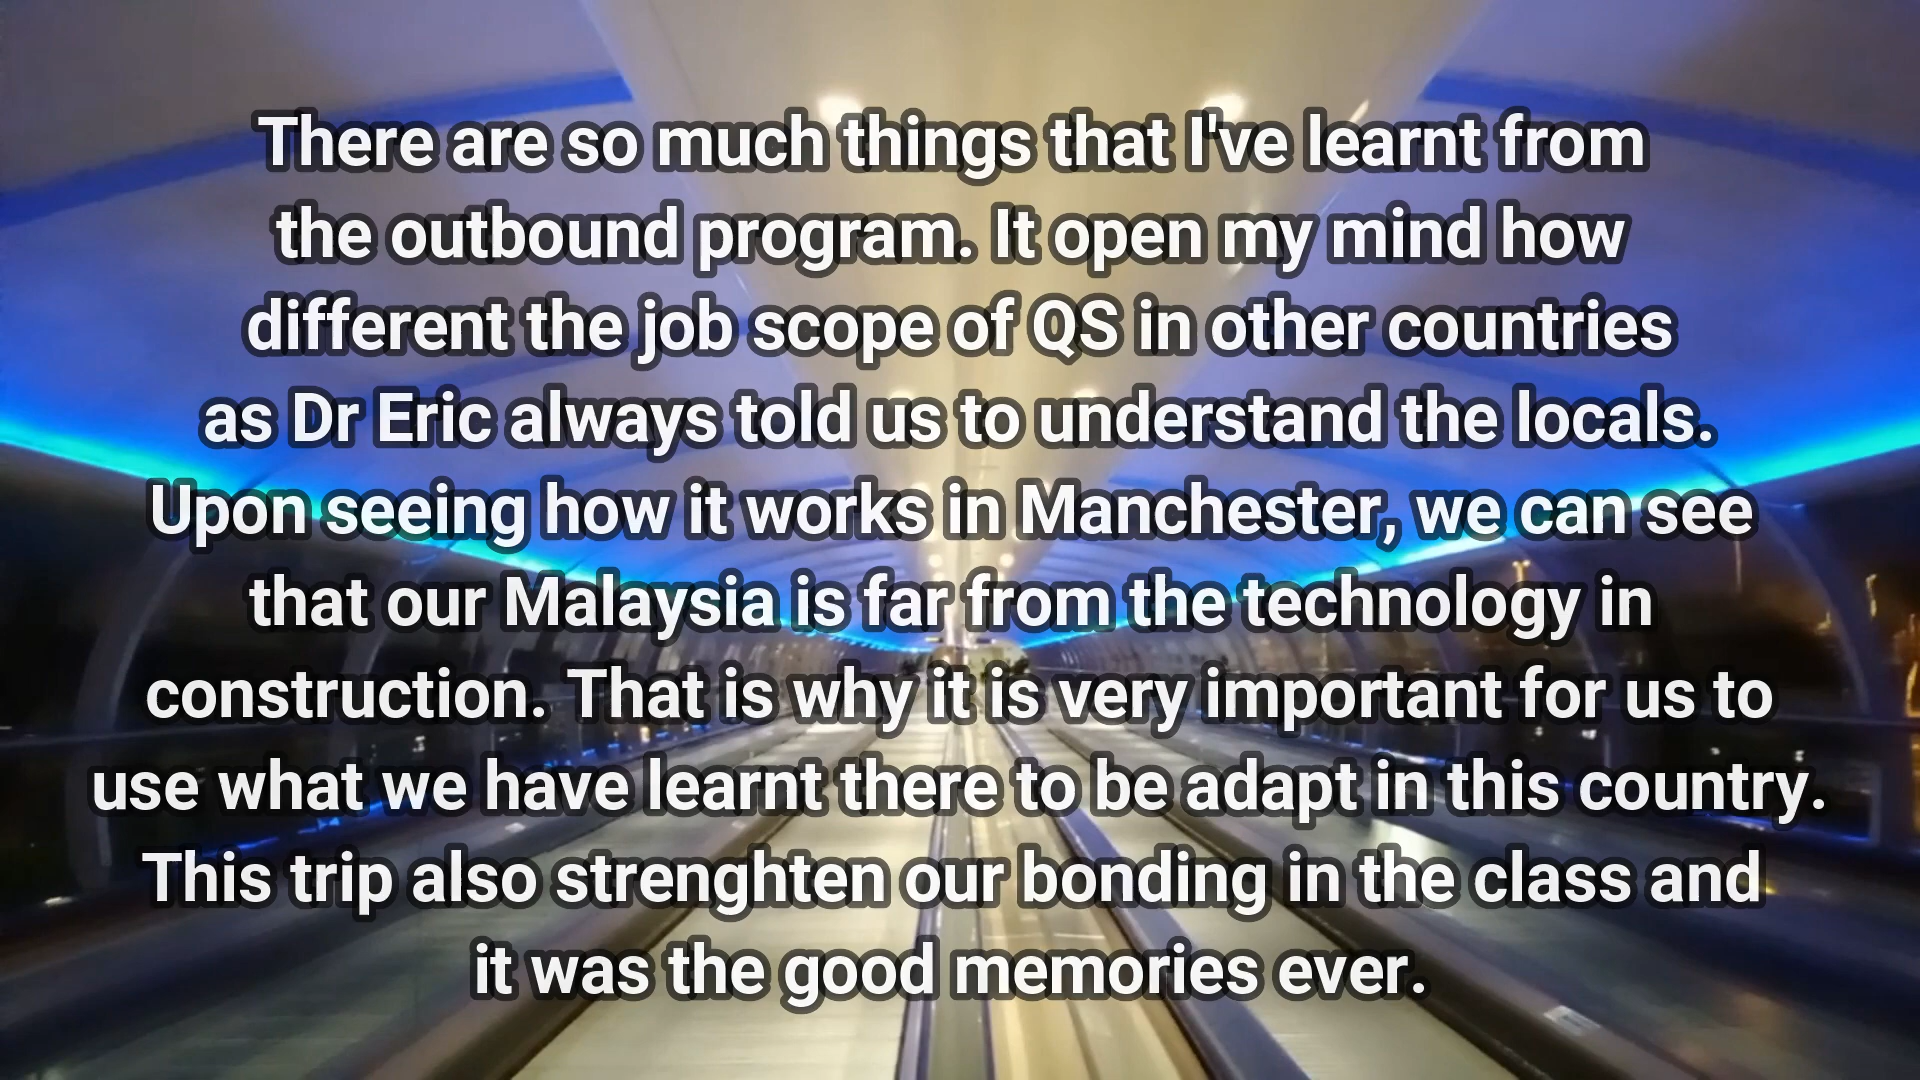 There are so much things that I've learnt from
the outbound program. It open my mind how
different the job scope of QS in other countries
as Dr Eric always told us to understand the locals.
Upon seeing how it works in Manchester, we can see
that our Malaysia is far from the technology in
construction. That is why it is very important for us to
use what we have learnt there to be adapt in this country.
This trip also strenghten our bonding in the class and
it was the good memories ever.